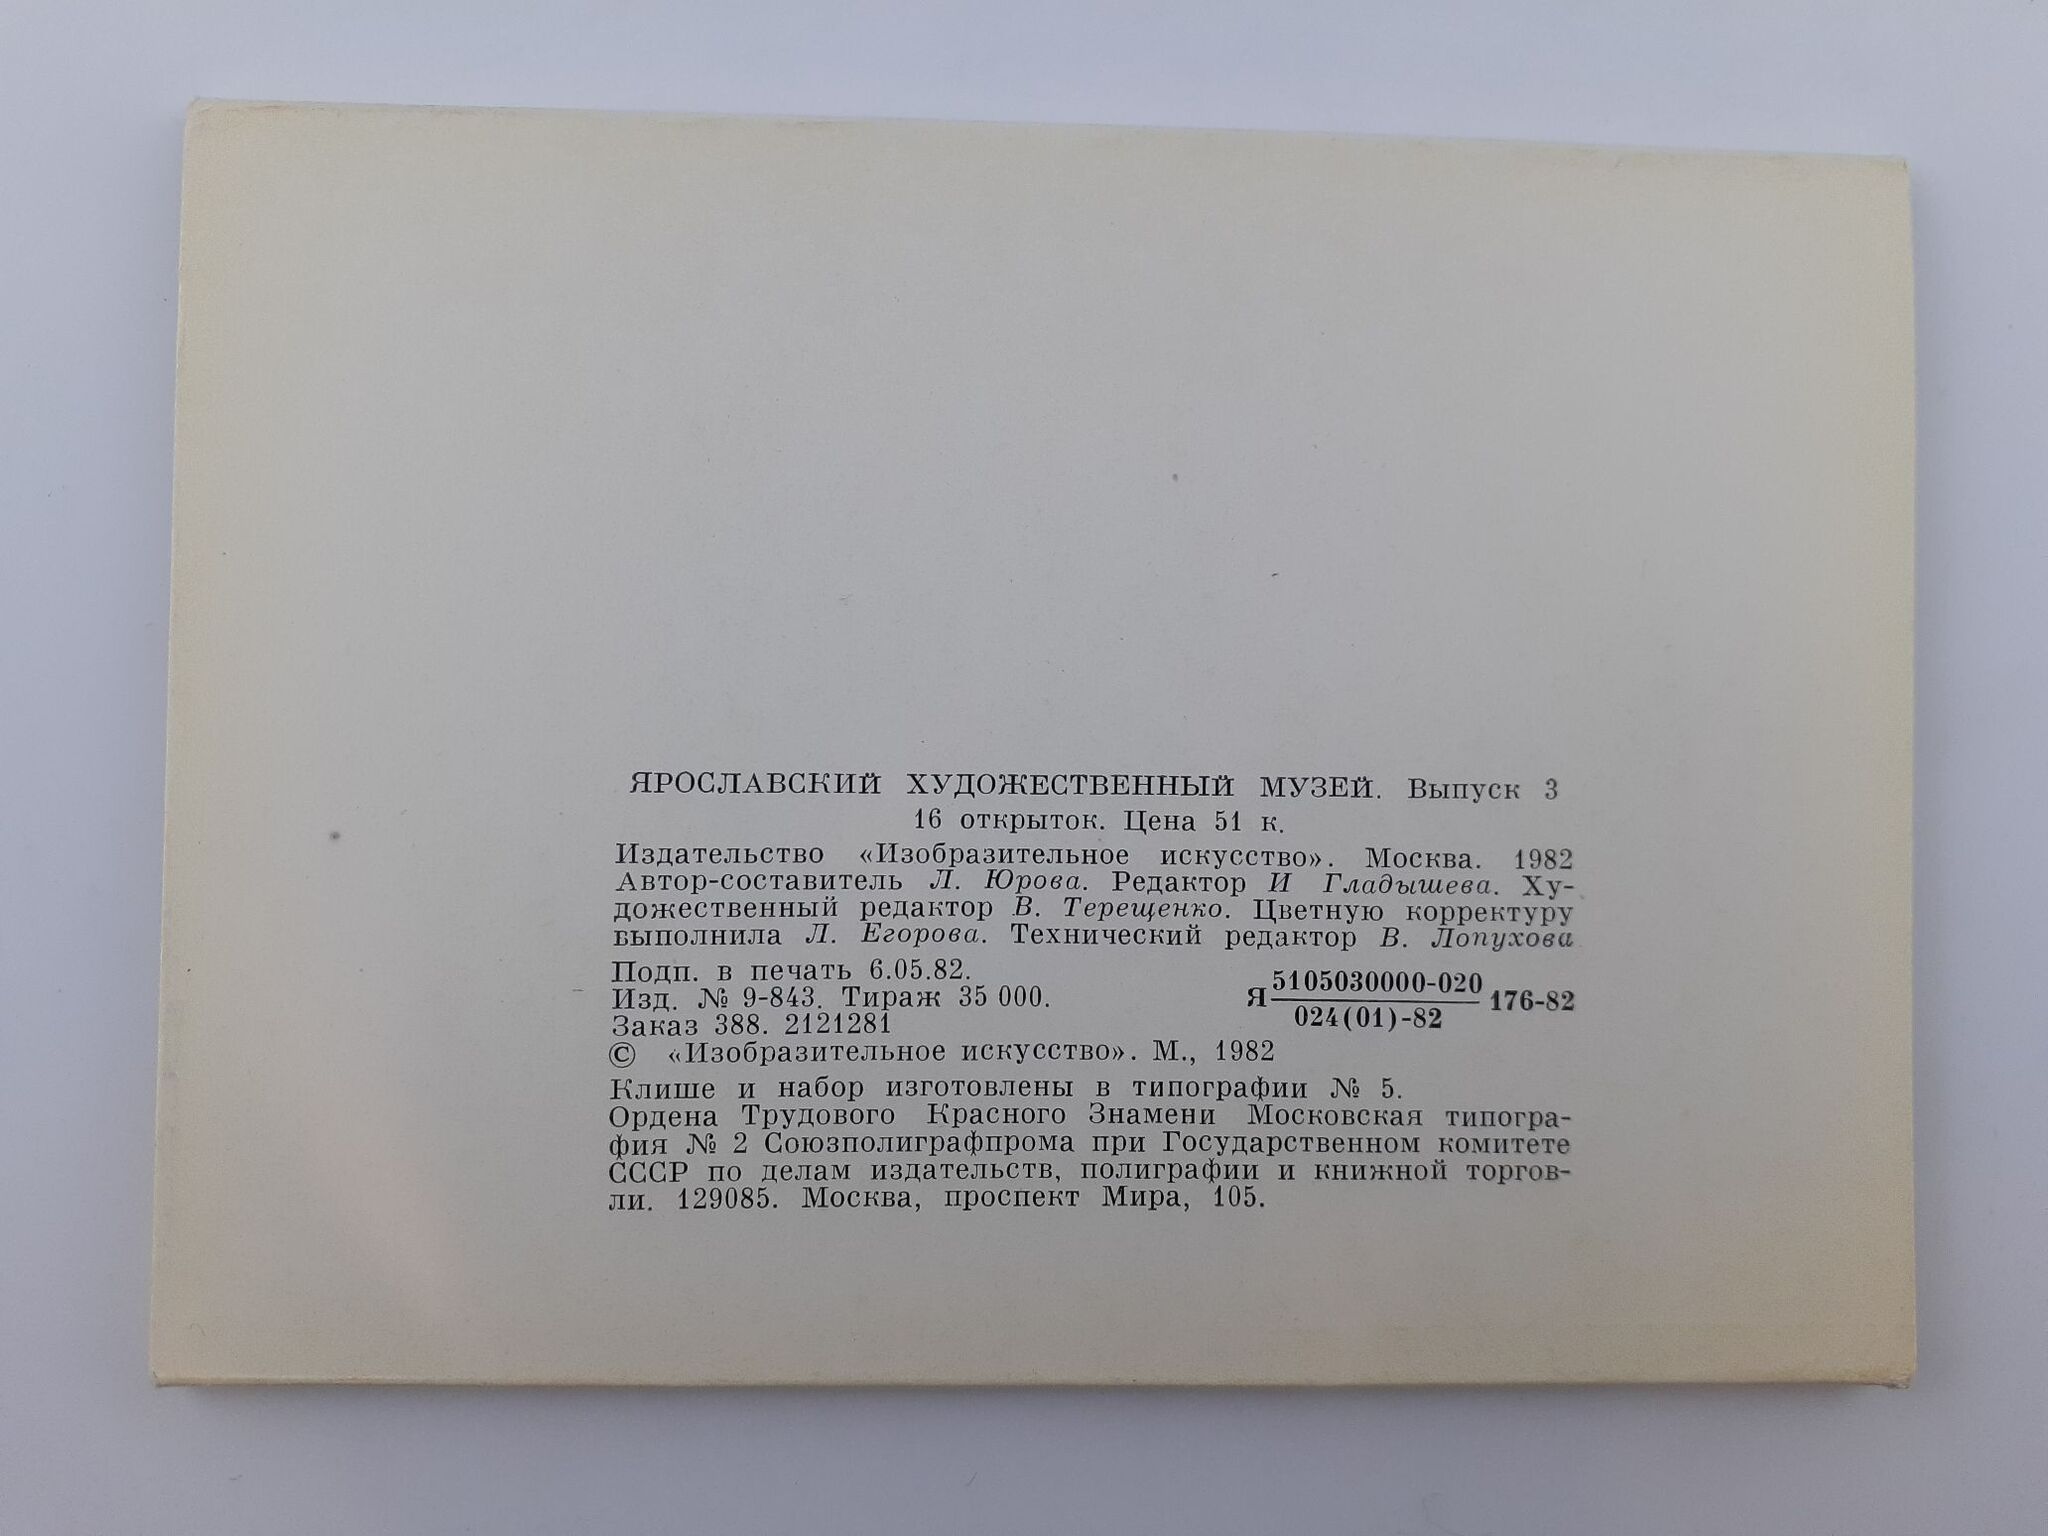 ЯРОСЛАВСКИЙ ХУДОЖЕСТВЕННЫЙ МУЗЕЙ. Выпуск 3
16 открыток. Цена 51 к.
Издательство «Изобразительное искусство». Москва. 1982
Автор-составитель Л. Юрова. Редактор И Гладышева. Ху-
дожественный редактор В. Терещенко. Цветную корректуру
выполнила Л. Егорова. Технический редактор В. Лопухова
Подп. в печать 6.05.82.
Изд. № 9-843. Тираж 35 000.
Заказ 388. 2121281
Я 5105030000-020 176-82
024(01)-82
© «Изобразительное искусство». М., 1982
Клише и набор изготовлены в типографии № 5.
Ордена Трудового Красного Знамени Московская типогра-
фия № 2 Союзполиграфпрома при Государственном комитете
СССР по делам издательств, полиграфии и книжной торгов-
ли. 129085. Москва, проспект Мира, 105.